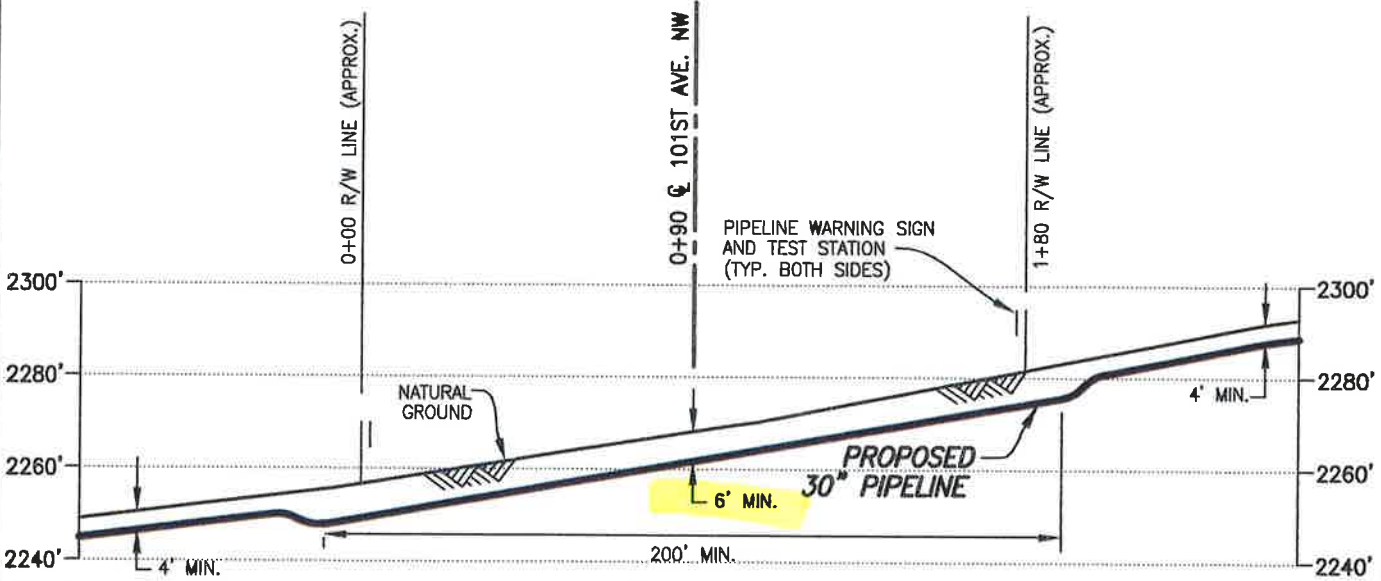 0+00 R/W LINE (APPROX.)
0+90 ℄ 101ST AVE. NW
1+80 R/W LINE (APPROX.)
PIPELINE WARNING SIGN
AND TEST STATION
(TYP. BOTH SIDES)
2300'
2300'
2280'
2280'
NATURAL
GROUND
4' MIN.
2260'
2260'
PROPOSED
30" PIPELINE
6' MIN.
200' MIN.
2240'
2240'
4' MIN.